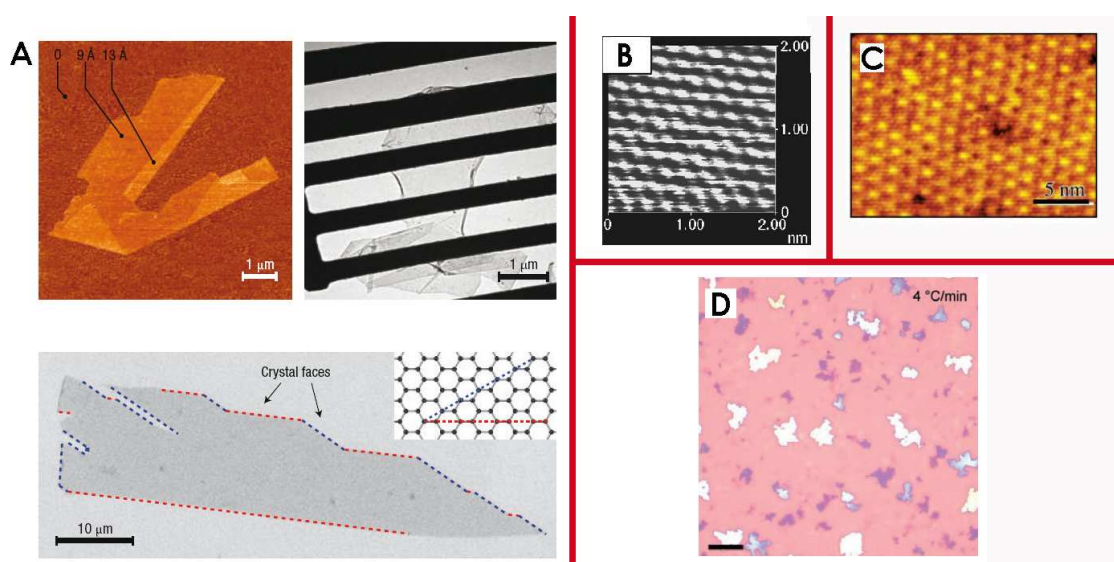 A
0 9 Å 13 Å
1 μm
1 μm
Crystal faces
10 μm
B
2.00
1.00
0
0 1.00 2.00
nm
C
5 nm
D
4 °C/min